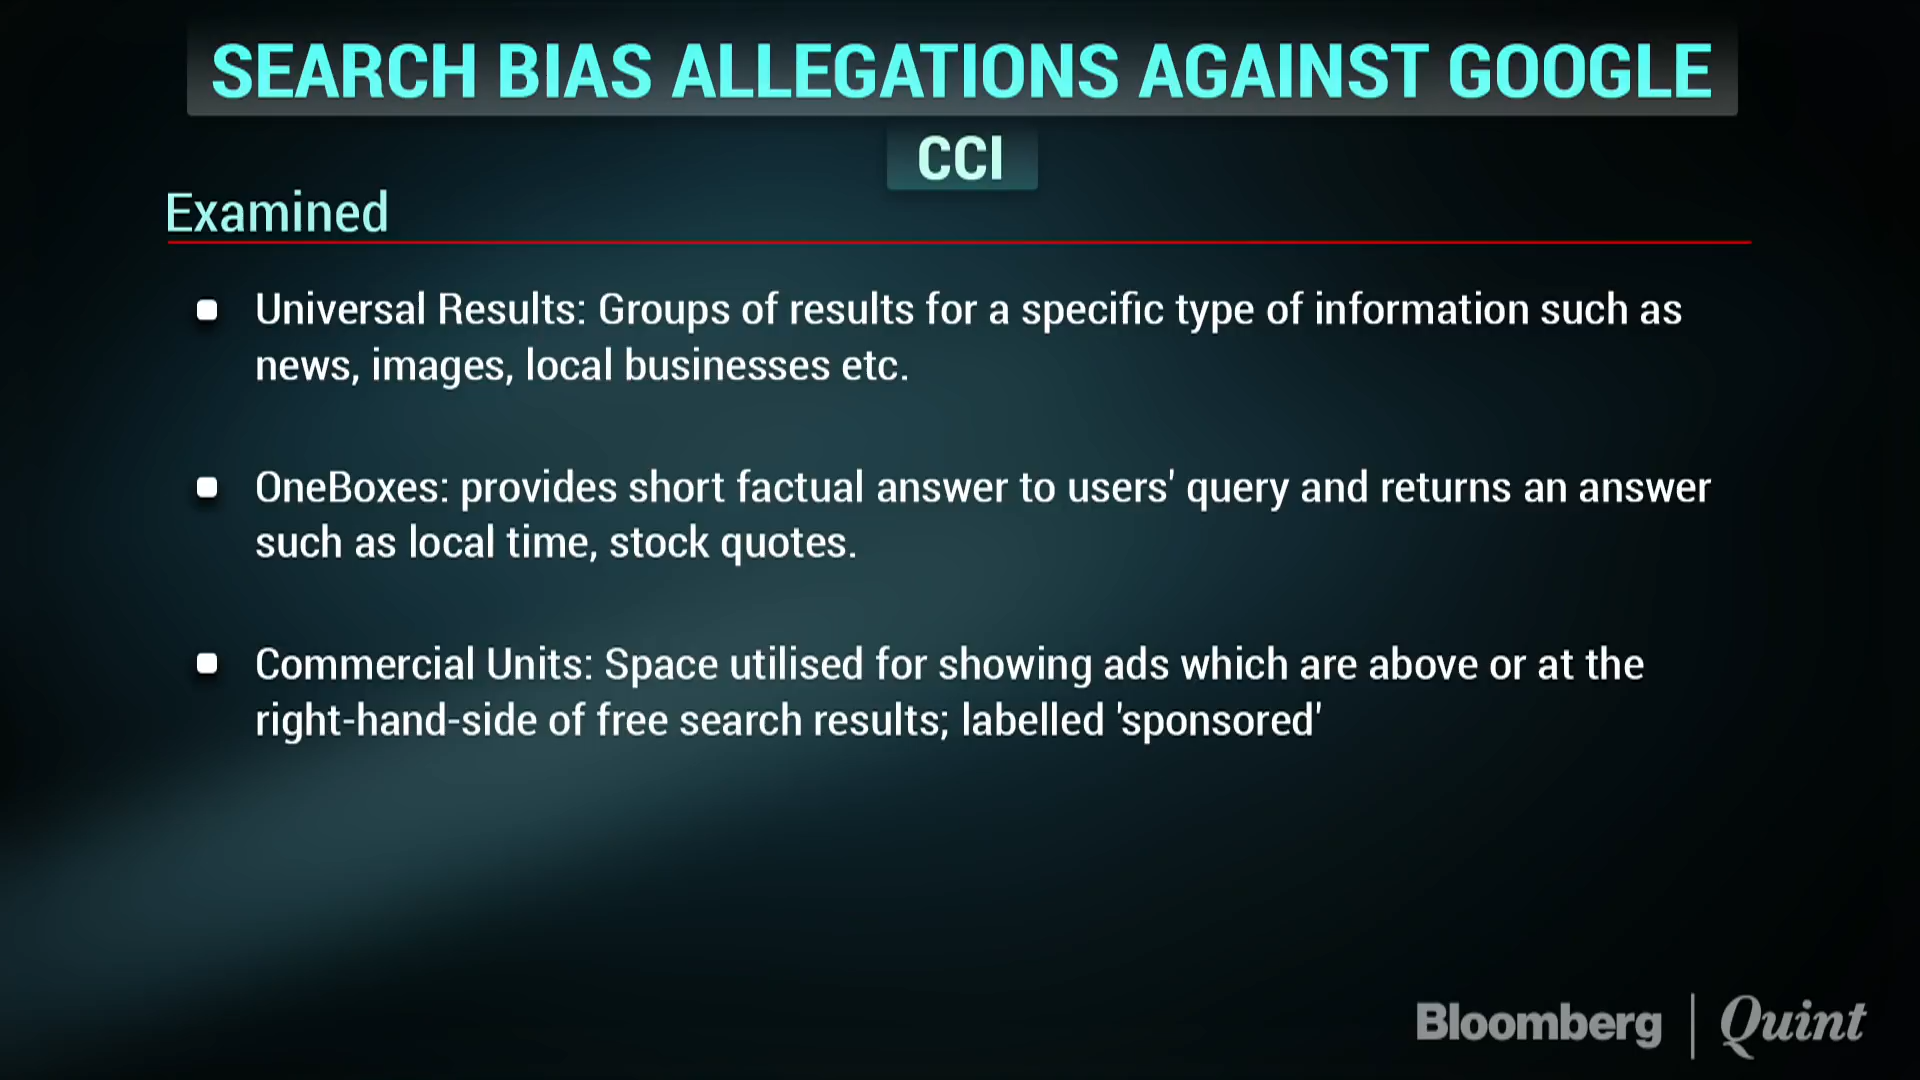 SEARCH BIAS ALLEGATIONS AGAINST GOOGLE
CCI
Examined
Universal Results: Groups of results for a specific type of information such as
news, images, local businesses etc.
OneBoxes: provides short factual answer to users' query and returns an answer
such as local time, stock quotes.
Commercial Units: Space utilised for showing ads which are above or at the
right-hand-side of free search results; labelled 'sponsored'
Bloomberg | Quint